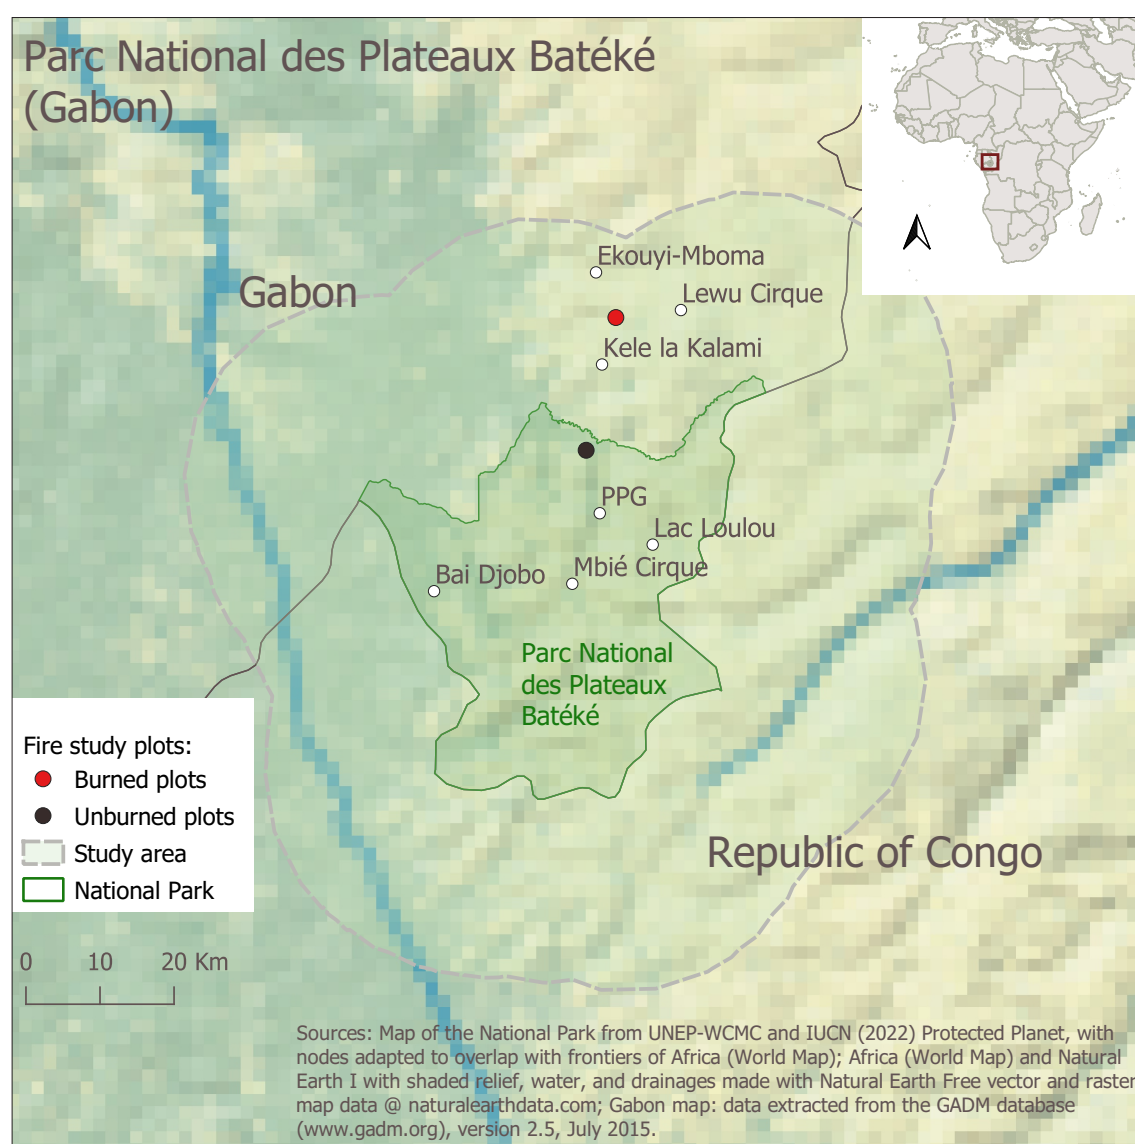 Parc National des Plateaux Batéké
(Gabon)
Gabon
Ekouyi-Mboma
Lewu Cirque
Kele la Kalami
PPG
Lac Loulou
Bai Djobo
Mbié Cirque
Parc National
des Plateaux
Batéké
Republic of Congo
Fire study plots:
Burned plots
Unburned plots
Study area
National Park
0 10 20 Km
Sources: Map of the National Park from UNEP-WCMC and IUCN (2022) Protected Planet, with
nodes adapted to overlap with frontiers of Africa (World Map); Africa (World Map) and Natural
Earth I with shaded relief, water, and drainages made with Natural Earth Free vector and raster
map data @ naturalearthdata.com; Gabon map: data extracted from the GADM database
(www.gadm.org), version 2.5, July 2015.